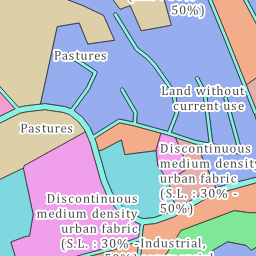 50%)
Pastures
Land without
current use
Pastures
Discontinuous
medium density
urban fabric
(S.L. : 30% -
50%)
Discontinuous
medium density
urban fabric
(S.L. : 30% -
Industrial,